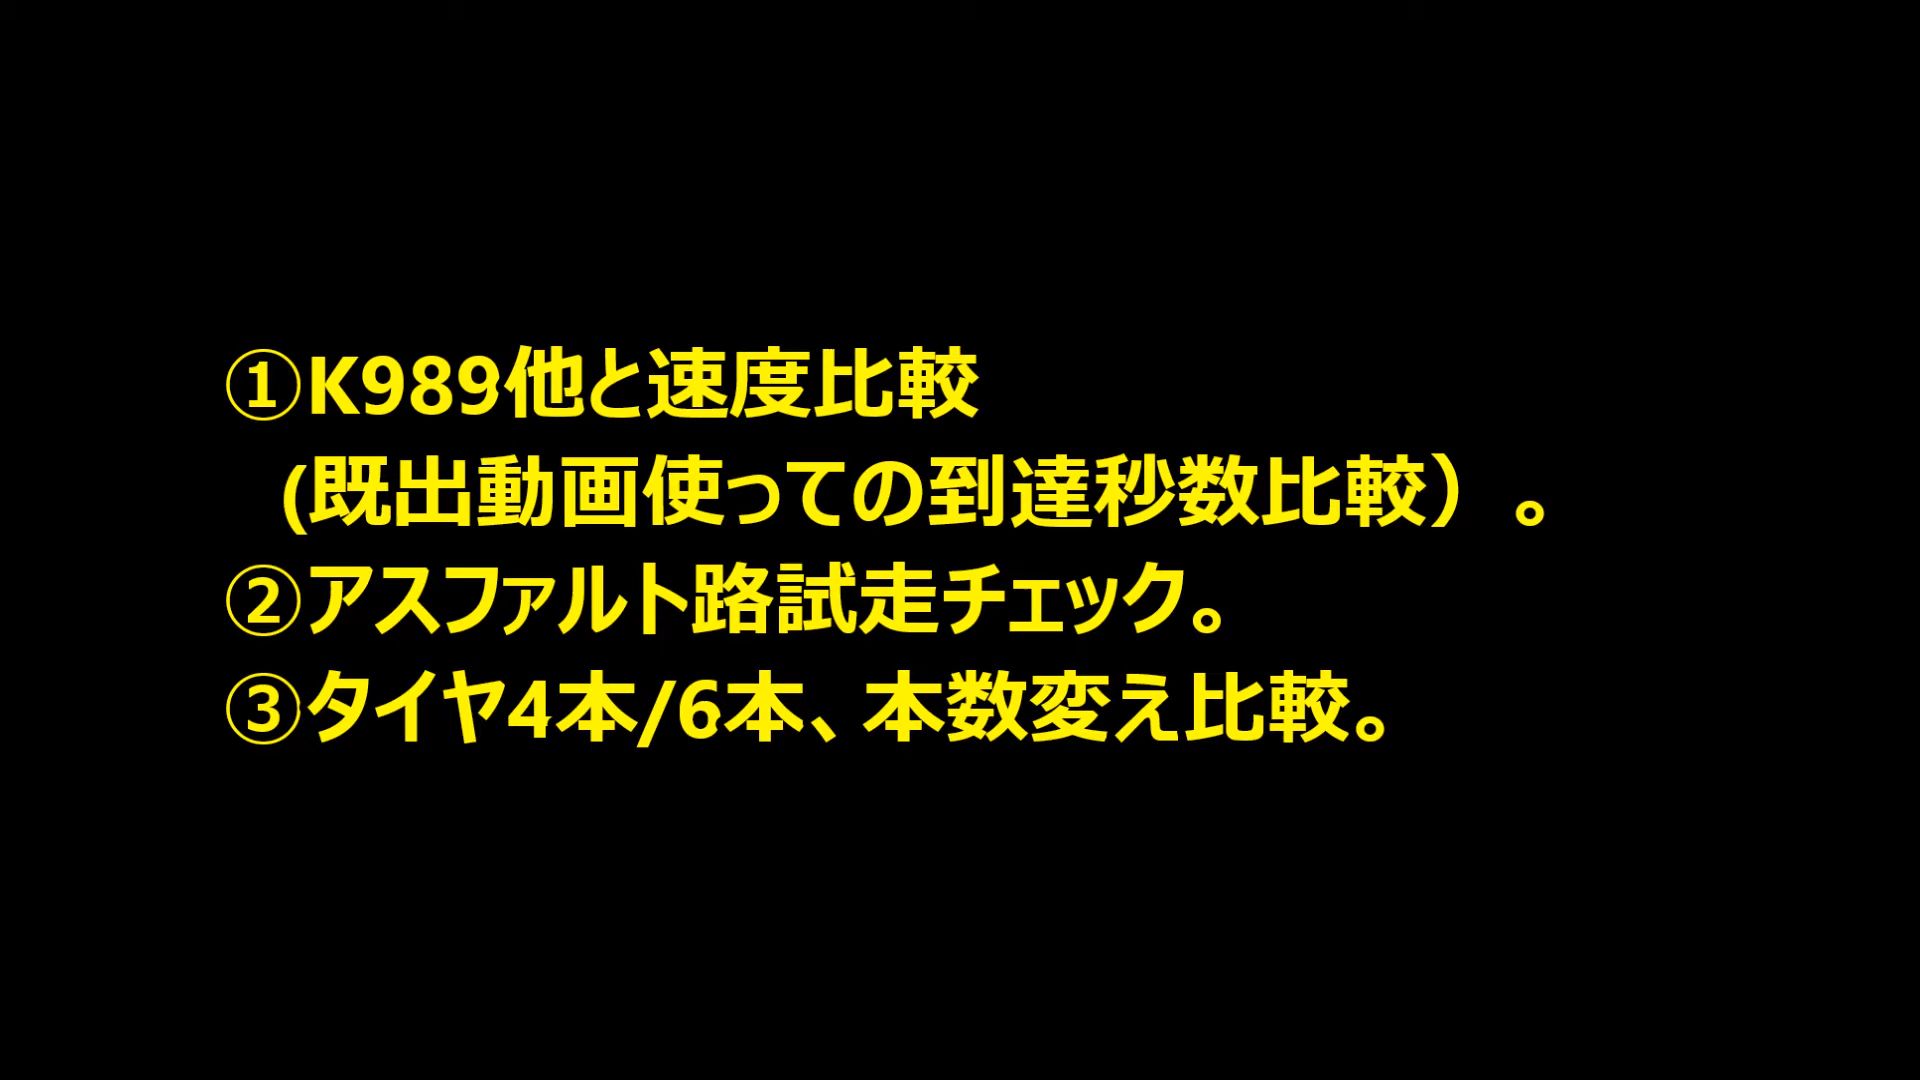 ①K989他と速度比較
(既出動画使っての到達秒数比較）。
②アスファルト路試走チェック。
③タイヤ4本/6本、本数変え比較。